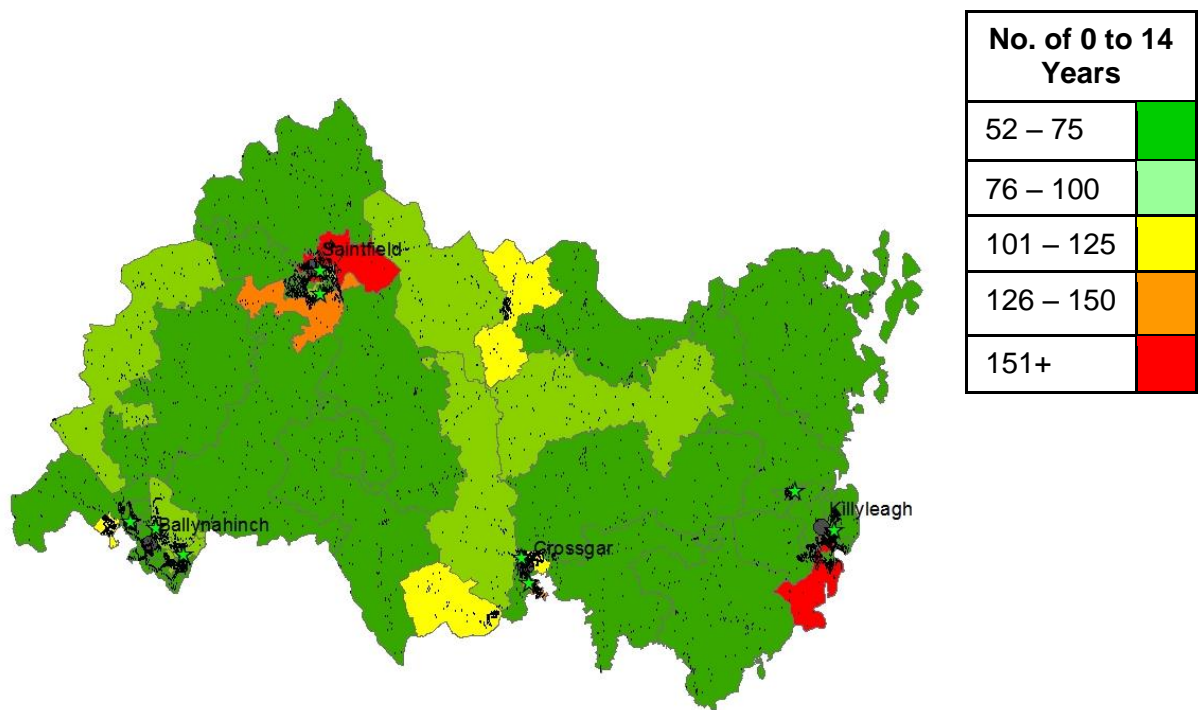 No. of 0 to 14
Years
52 – 75
76 – 100
101 – 125
126 – 150
151+
Saintfield
Killyleagh
Ballynahinch
Crossgar